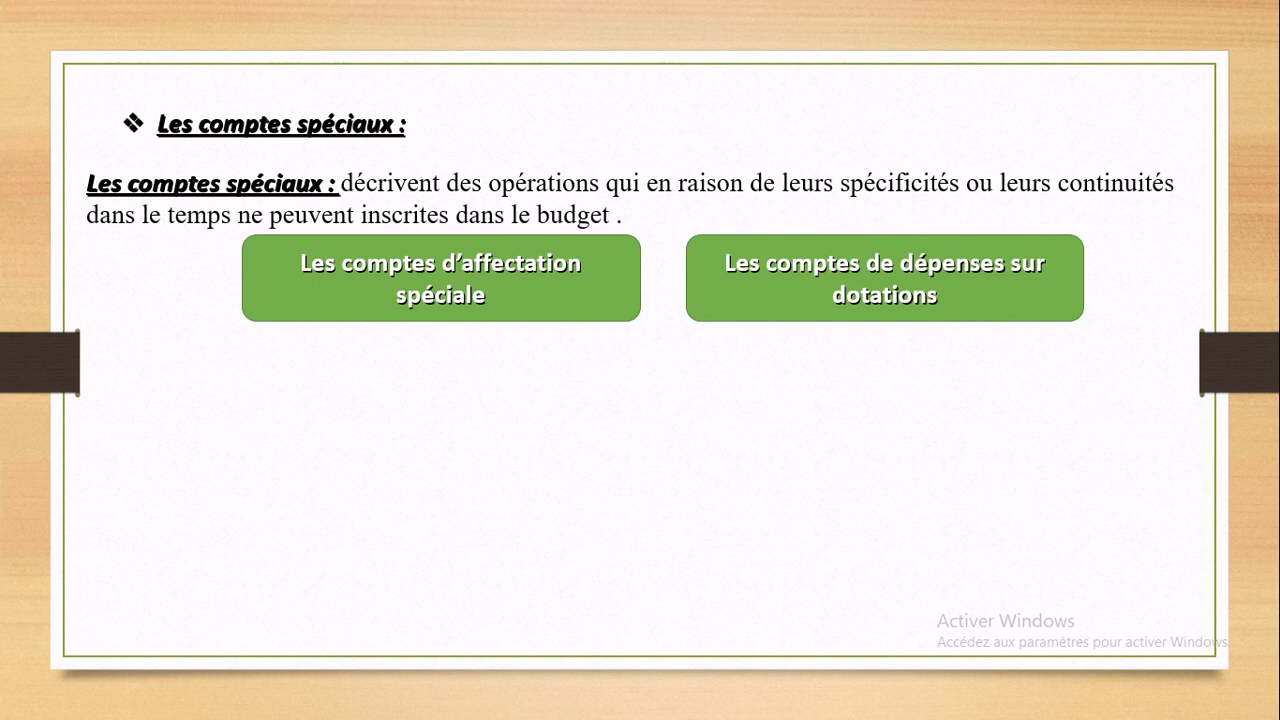 ❖ Les comptes spéciaux :
Les comptes spéciaux : décrivent des opérations qui en raison de leurs spécificités ou leurs continuités
dans le temps ne peuvent inscrites dans le budget .
Les comptes d’affectation
spéciale
Les comptes de dépenses sur
dotations
Activer Windows
Accédez aux paramètres pour activer Windows.